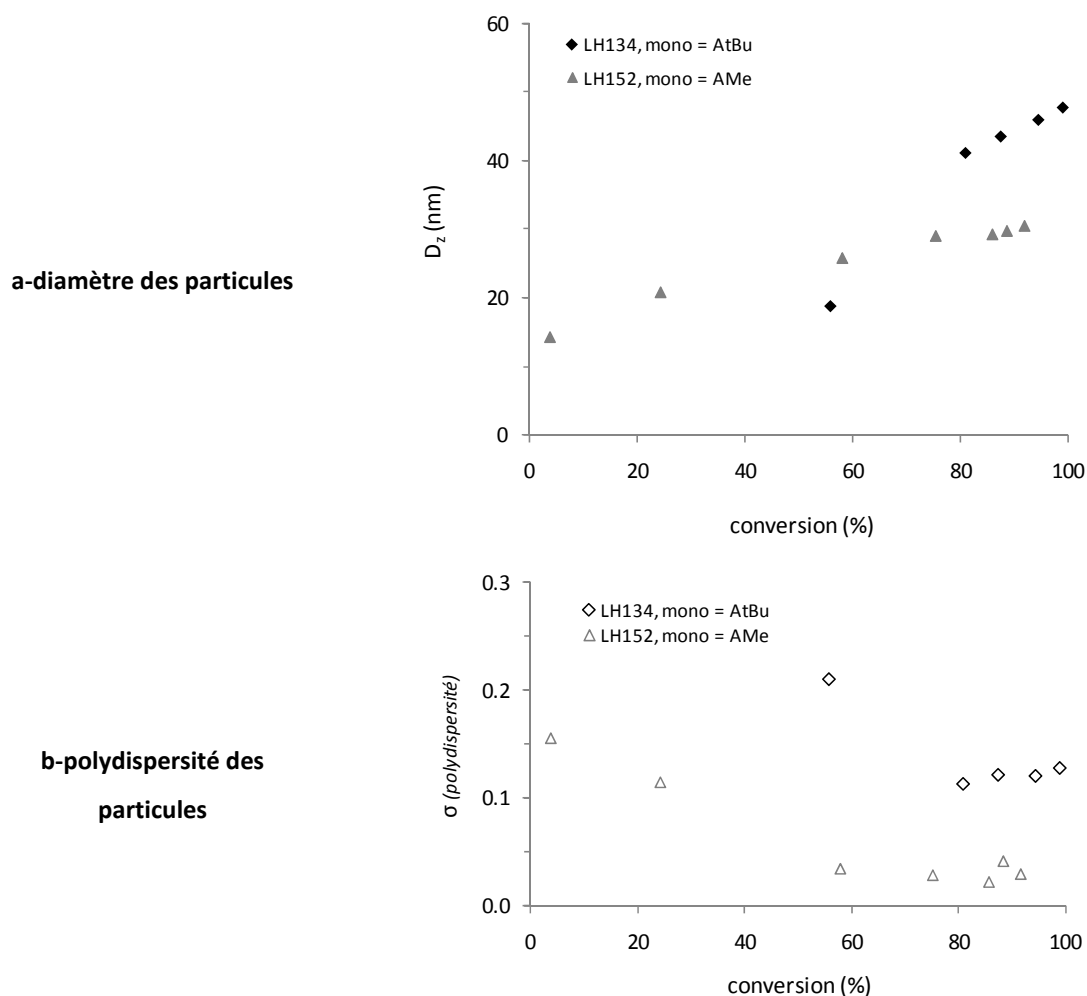 60
LH134, mono = AtBu
LH152, mono = AMe
40
D_z (nm)
a-diamètre des particules
20
0
0 20 40 60 80 100
conversion (%)
0.3
LH134, mono = AtBu
LH152, mono = AMe
0.2
σ (polydispersité)
b-polydispersité des
particules
0.1
0.0
0 20 40 60 80 100
conversion (%)